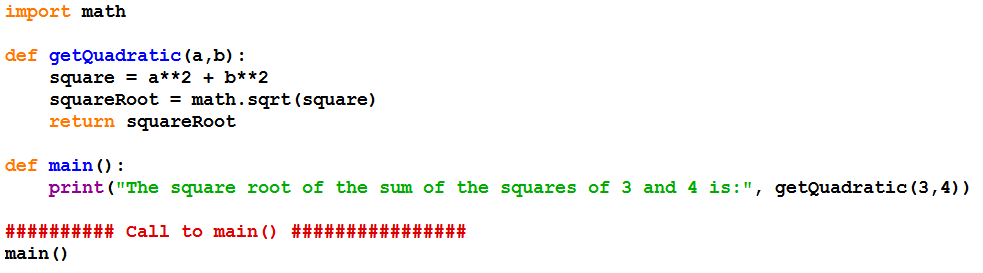 import math
def getQuadratic(a,b):
    square = a**2 + b**2
    squareRoot = math.sqrt(square)
    return squareRoot
def main():
    print("The square root of the sum of the squares of 3 and 4 is:", getQuadratic(3,4))
########## Call to main() ################
main()